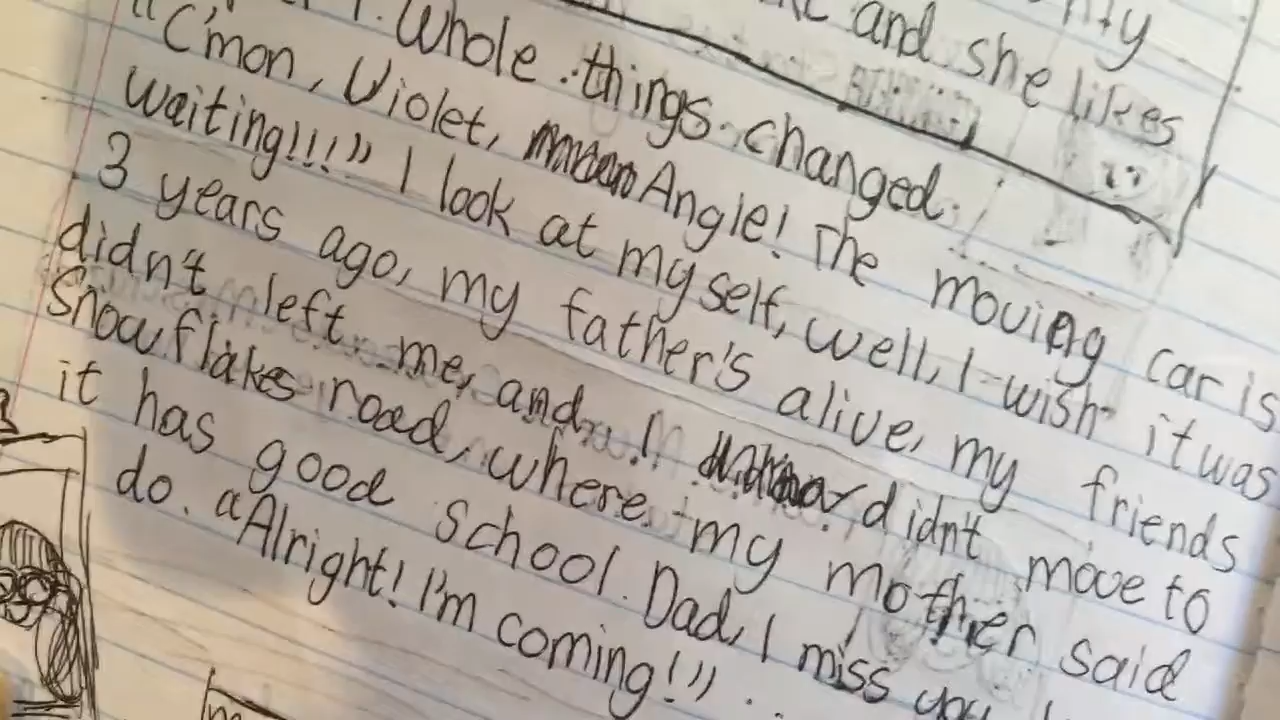 and she likes
1. Whole things changed.
"C'mon, Violet, Angie! The moving car is
waiting!!!" I look at myself, well, I wish it was
3 years ago, my father's alive, my friends
didn't left me, and I didn't move to
Snowflakes road, where my mother said
it has good school. Dad, I miss you
do. "Alright! I'm coming!"